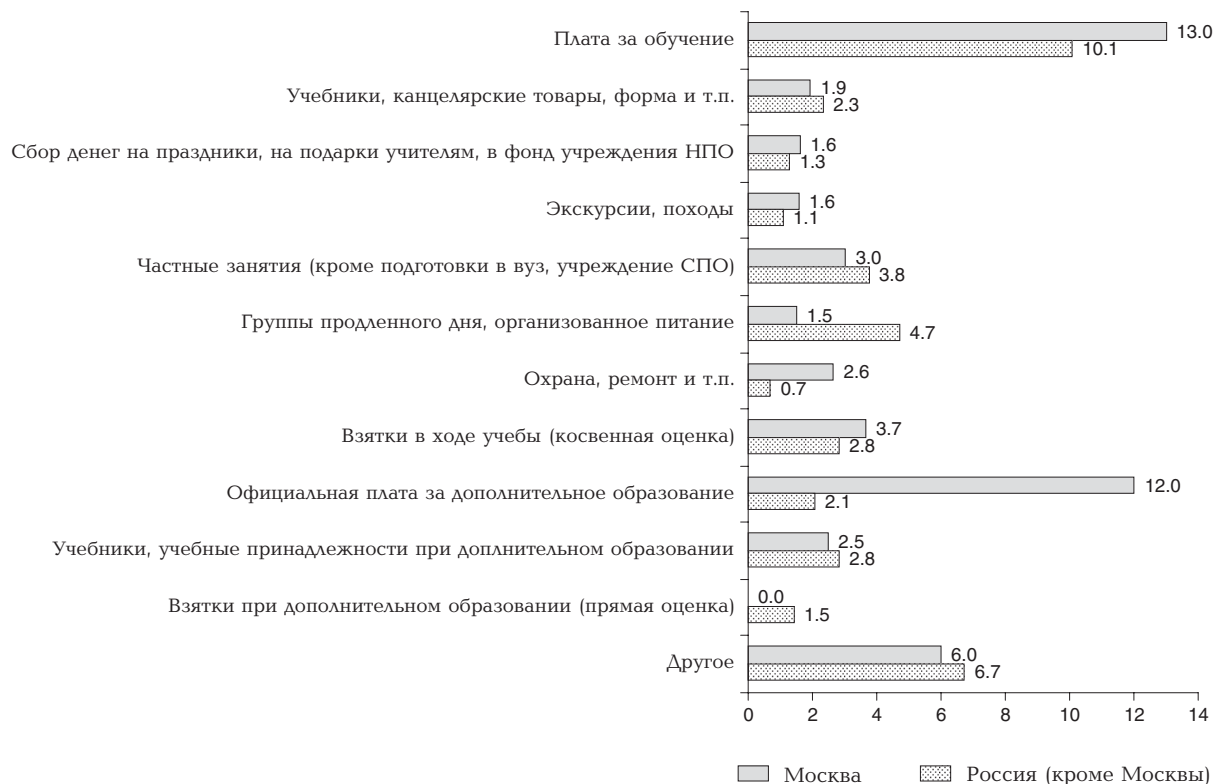 Плата за обучение
13.0
10.1
Учебники, канцелярские товары, форма и т.п.
1.9
2.3
Сбор денег на праздники, на подарки учителям, в фонд учреждения НПО
1.6
1.3
Экскурсии, походы
1.6
1.1
Частные занятия (кроме подготовки в вуз, учреждение СПО)
3.0
3.8
Группы продленного дня, организованное питание
1.5
4.7
Охрана, ремонт и т.п.
2.6
0.7
Взятки в ходе учебы (косвенная оценка)
3.7
2.8
Официальная плата за дополнительное образование
12.0
2.1
Учебники, учебные принадлежности при доплнительном образовании
2.5
2.8
Взятки при дополнительном образовании (прямая оценка)
0.0
1.5
Другое
6.0
6.7
0 2 4 6 8 10 12 14
Москва Россия (кроме Москвы)